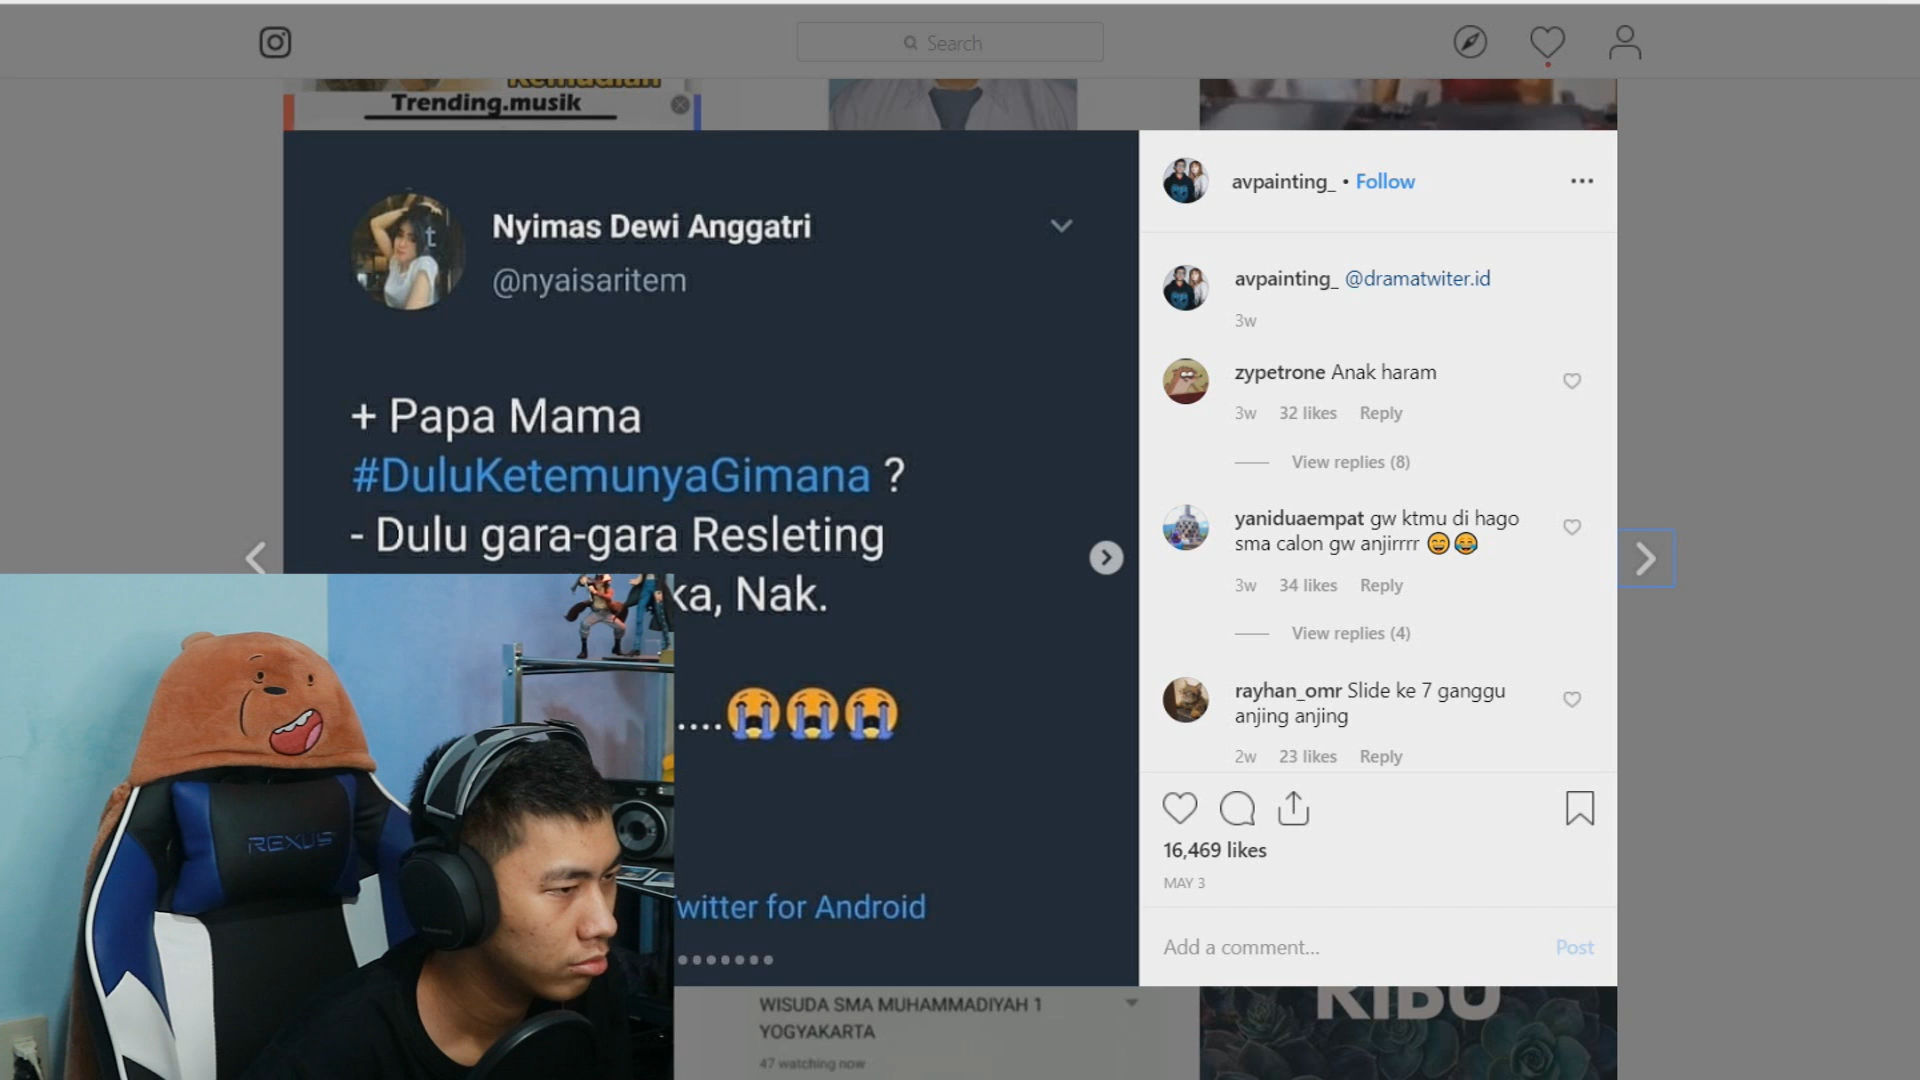 Search
Kemudian
Trending.musik
Nyimas Dewi Anggatri
@nyaisaritem
+ Papa Mama
#DuluKetemunyaGimana ?
- Dulu gara-gara Resleting
ka, Nak.
....😭😭😭
witter for Android
avpainting_ • Follow
avpainting_ @dramatwiter.id
3w
zypetrone Anak haram
3w 32 likes Reply
View replies (8)
yaniduaempat gw ktmu di hago
sma calon gw anjirrrr 😄😂
3w 34 likes Reply
View replies (4)
rayhan_omr Slide ke 7 ganggu
anjing anjing
2w 23 likes Reply
16,469 likes
MAY 3
Add a comment... Post
REXUS
WISUDA SMA MUHAMMADIYAH 1
YOGYAKARTA
47 watching now
RIBU